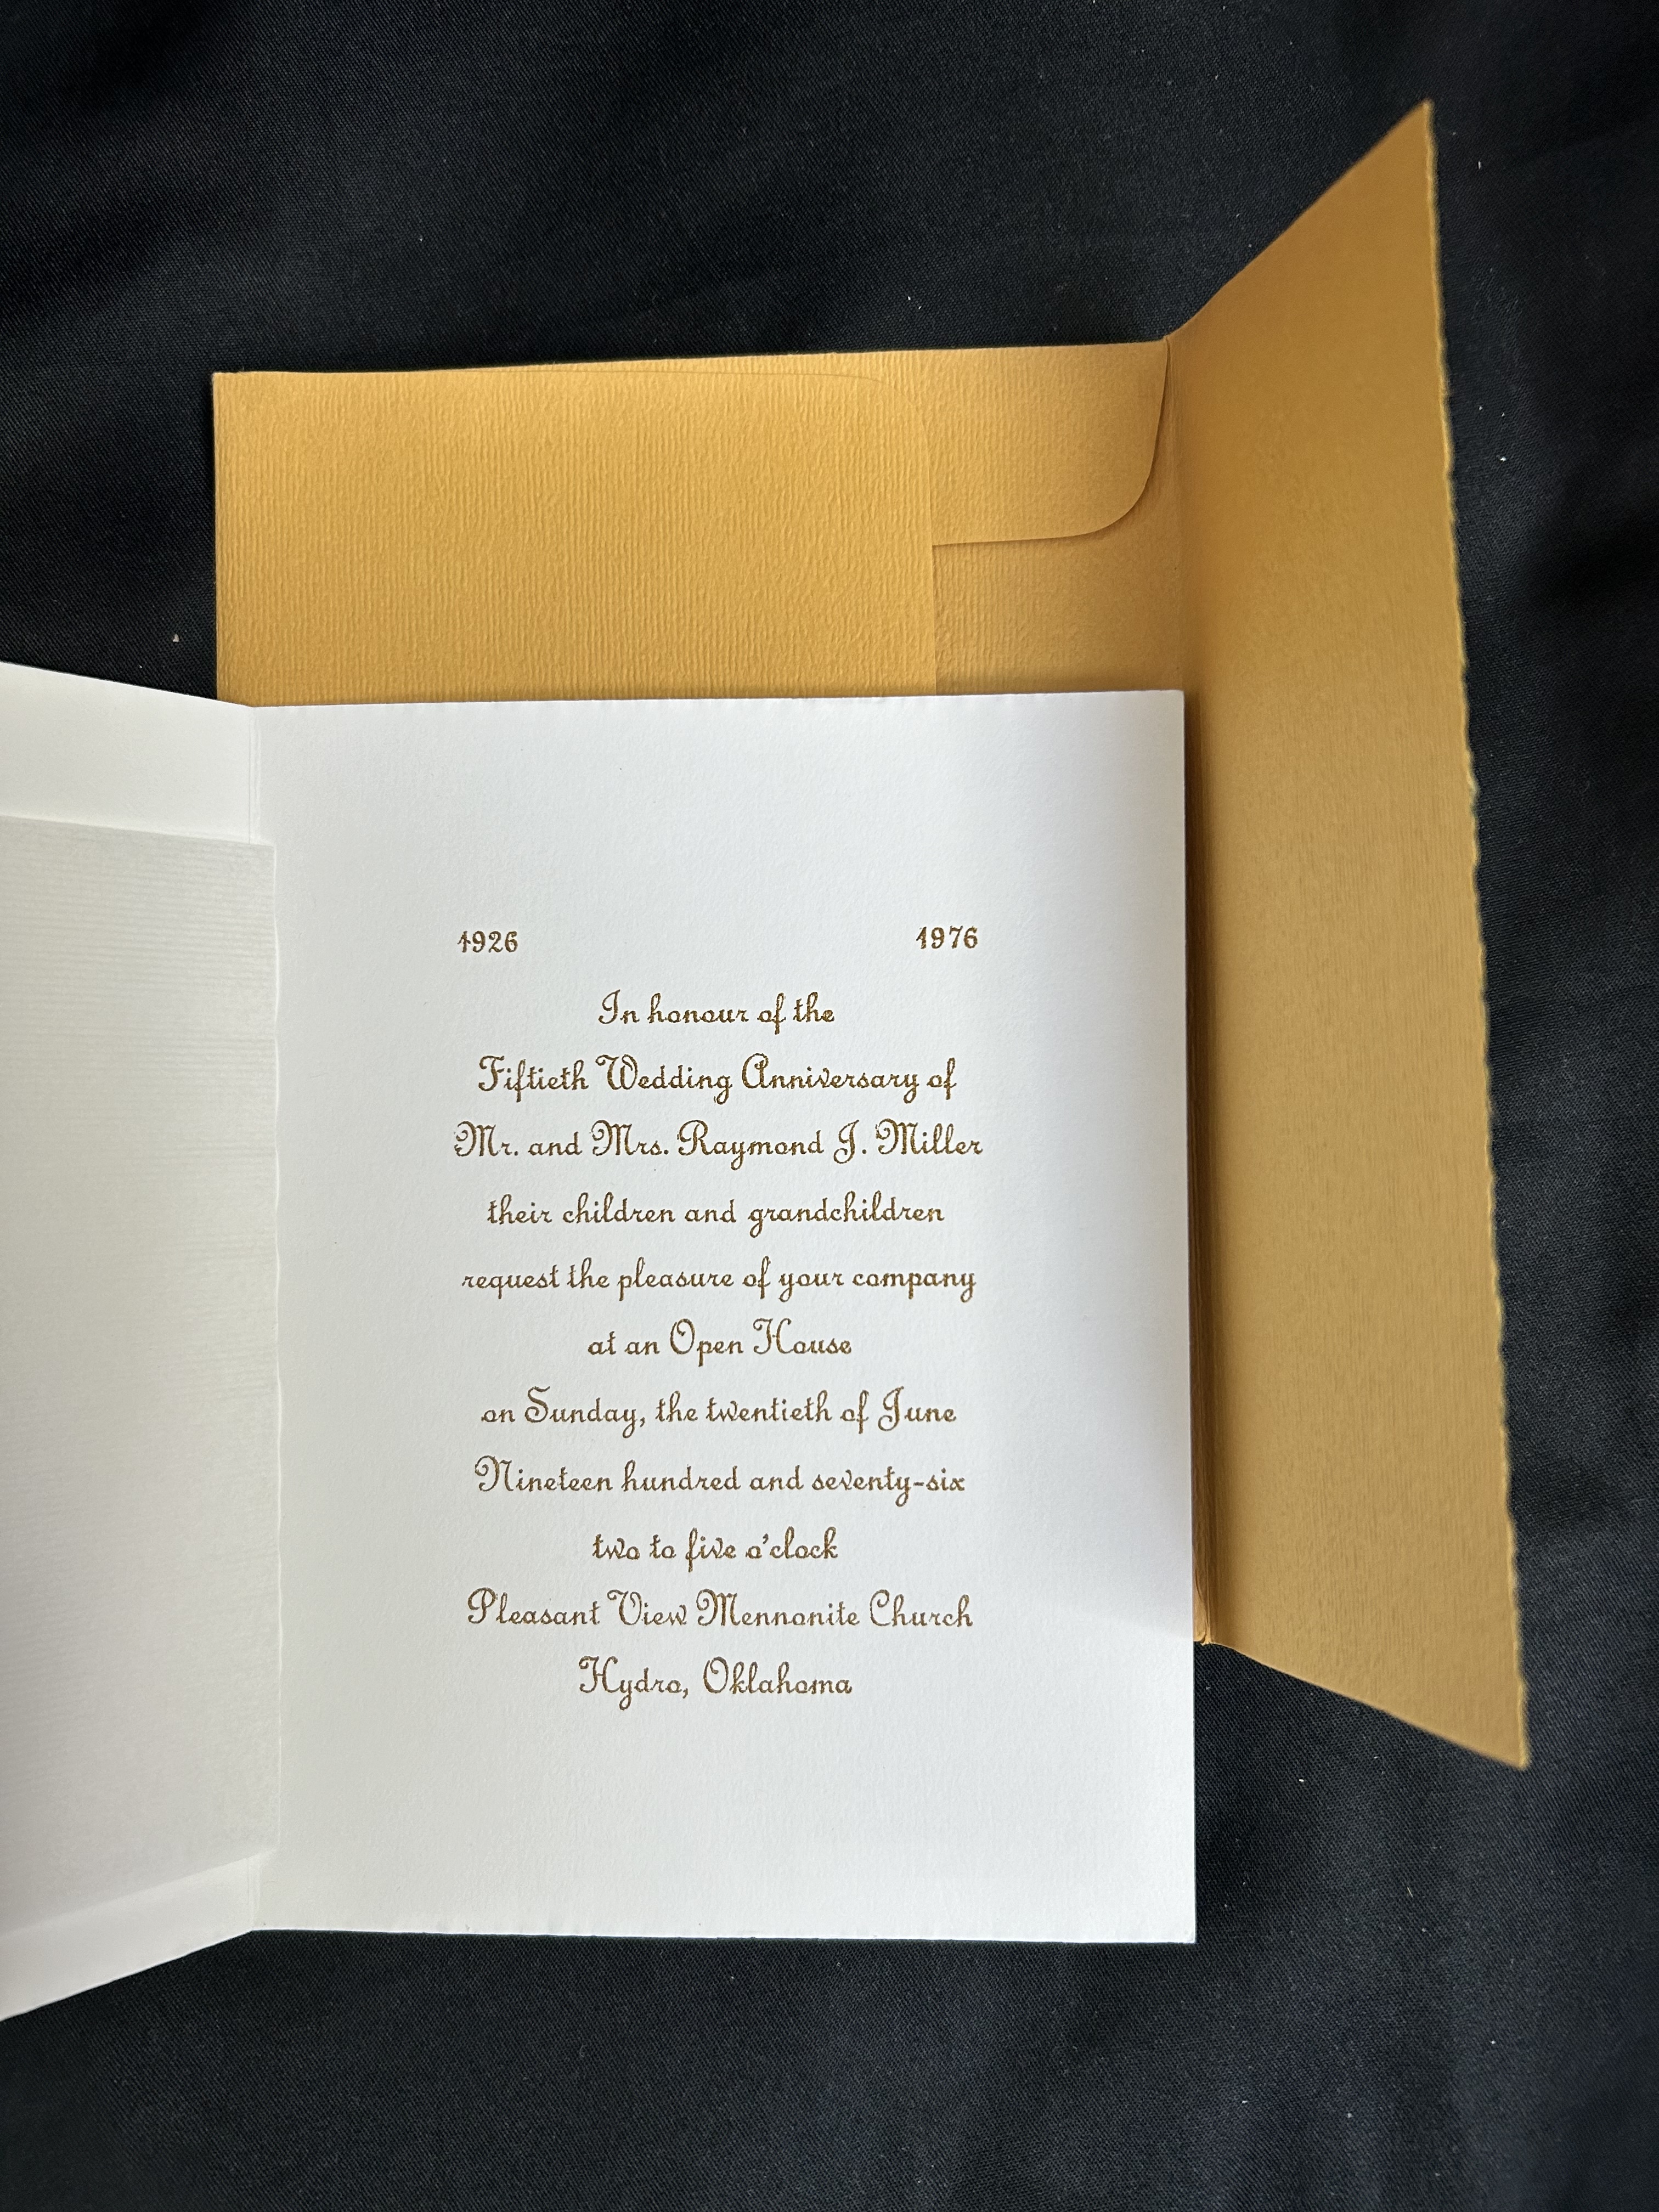 1926 1976
In honour of the
Fiftieth Wedding Anniversary of
Mr. and Mrs. Raymond J. Miller
their children and grandchildren
request the pleasure of your company
at an Open House
on Sunday, the twentieth of June
Nineteen hundred and seventy-six
two to five o'clock
Pleasant View Mennonite Church
Hydro, Oklahoma